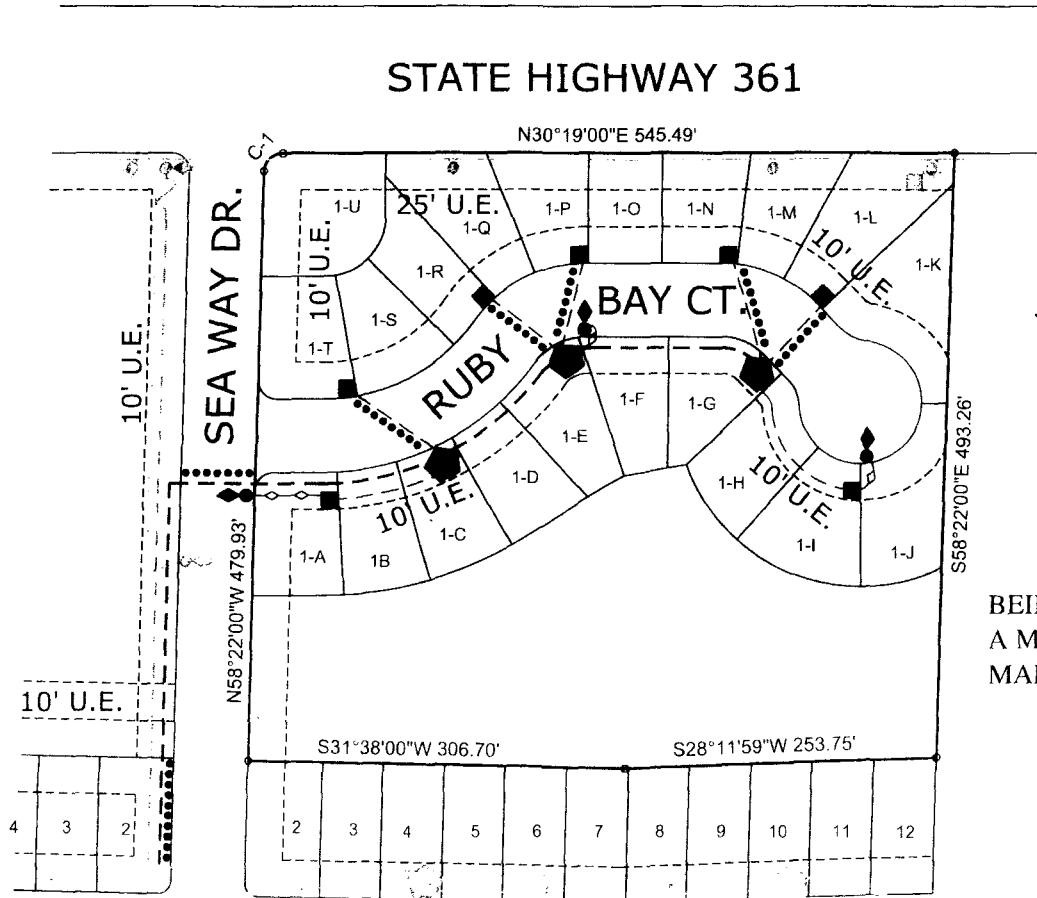 STATE HIGHWAY 361
N30°19'00"E 545.49'
C-1
SEA WAY DR.
1-U
25' U.E.
1-Q
1-P
1-O
1-N
1-M
1-L
1-K
10' U.E.
1-R
10' U.E.
1-S
1-T
10' U.E.
RUBY
BAY CT.
1-F
1-G
1-E
1-D
1-H
10' U.E.
10' U.E.
1-C
1B
1-A
1-I
1-J
S58°22'00"E 493.26'
N58°22'00"W 479.93'
BEI
A M
MA
10' U.E.
S31°38'00"W 306.70'
S28°11'59"W 253.75'
4
3
2
2
3
4
5
6
7
8
9
10
11
12